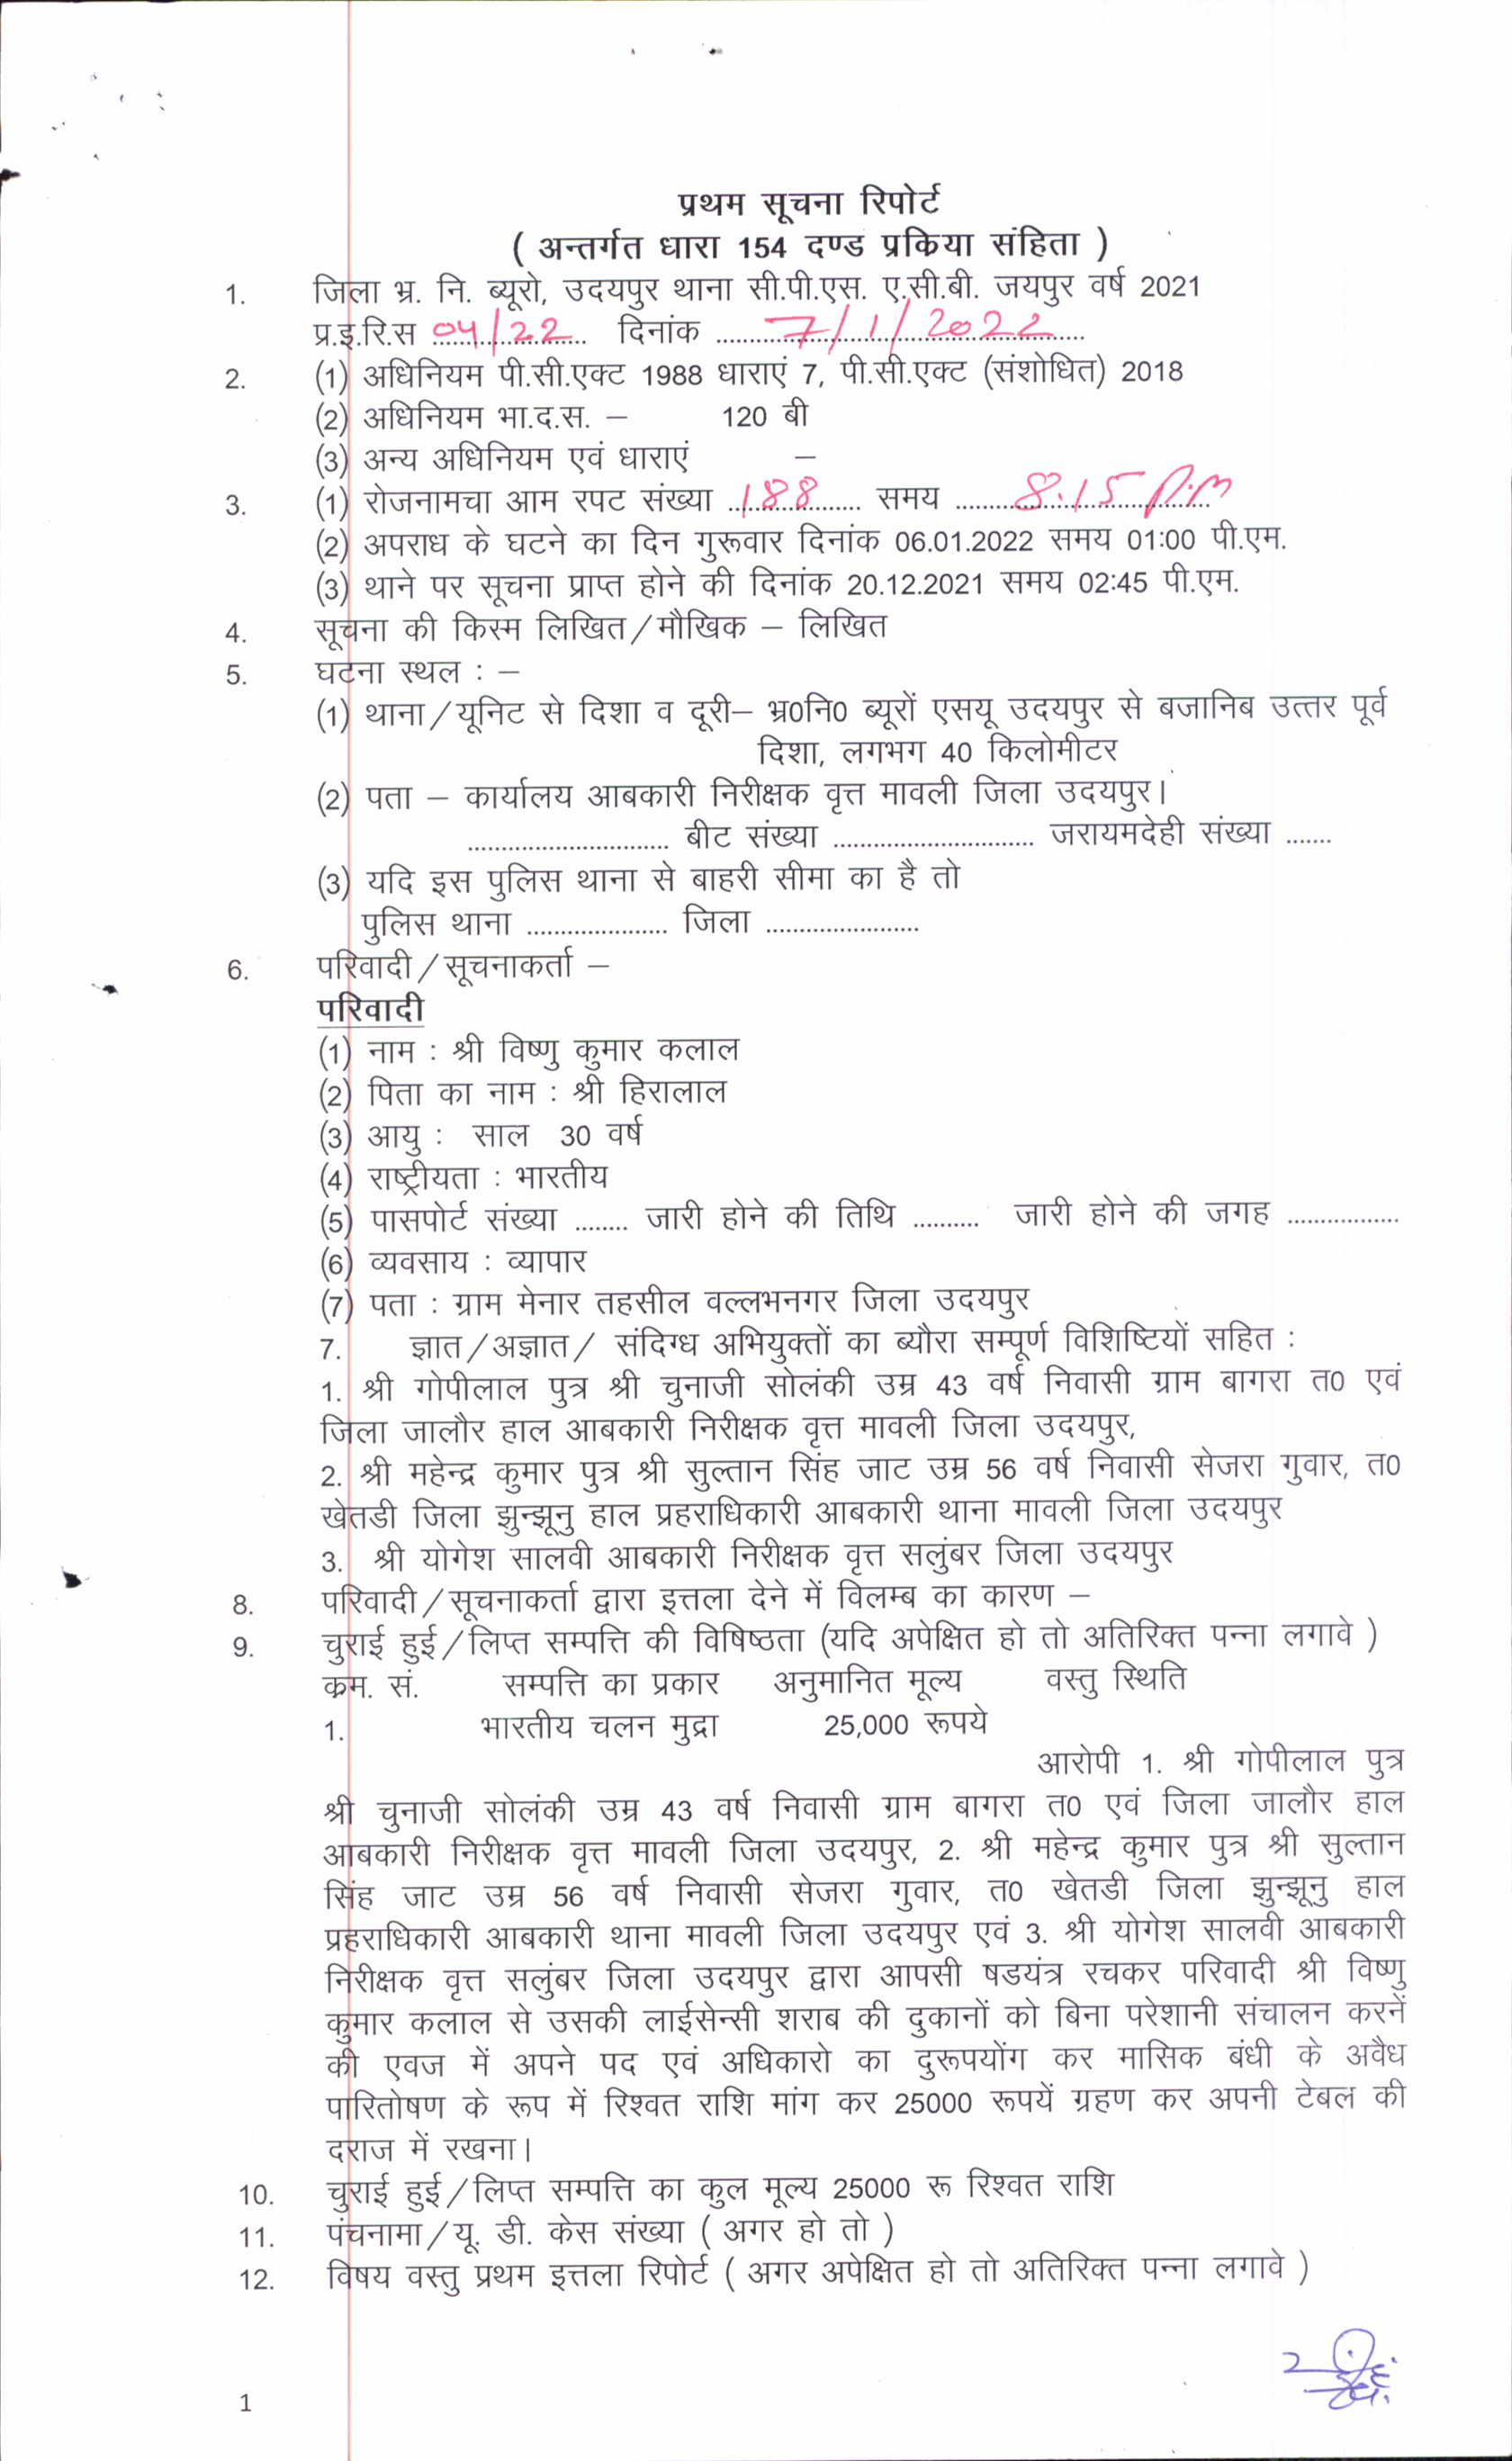 प्रथम सूचना रिपोर्ट
( अन्तर्गत धारा 154 दण्ड प्रकिया संहिता )
1. जिला भ्र. नि. ब्यूरो, उदयपुर थाना सी.पी.एस. ए.सी.बी. जयपुर वर्ष 2021
प्र.इ.रि.स 04/22 दिनांक 7/1/2022
2. (1) अधिनियम पी.सी.एक्ट 1988 धाराएं 7, पी.सी.एक्ट (संशोधित) 2018
(2) अधिनियम भा.द.स. – 120 बी
(3) अन्य अधिनियम एवं धाराएं –
3. (1) रोजनामचा आम रपट संख्या 188 समय 8.15 P.M
(2) अपराध के घटने का दिन गुरूवार दिनांक 06.01.2022 समय 01:00 पी.एम.
(3) थाने पर सूचना प्राप्त होने की दिनांक 20.12.2021 समय 02:45 पी.एम.
4. सूचना की किस्म लिखित/मौखिक – लिखित
5. घटना स्थल : –
(1) थाना/यूनिट से दिशा व दूरी– भ्र0नि0 ब्यूरों एसयू उदयपुर से बजानिब उत्तर पूर्व
दिशा, लगभग 40 किलोमीटर
(2) पता – कार्यालय आबकारी निरीक्षक वृत्त मावली जिला उदयपुर।
.............................. बीट संख्या .............................. जरायमदेही संख्या .......
(3) यदि इस पुलिस थाना से बाहरी सीमा का है तो
पुलिस थाना ..................... जिला .......................
6. परिवादी/सूचनाकर्ता –
परिवादी
(1) नाम : श्री विष्णु कुमार कलाल
(2) पिता का नाम : श्री हिरालाल
(3) आयु : साल 30 वर्ष
(4) राष्ट्रीयता : भारतीय
(5) पासपोर्ट संख्या ........ जारी होने की तिथि .......... जारी होने की जगह .................
(6) व्यवसाय : व्यापार
(7) पता : ग्राम मेनार तहसील वल्लभनगर जिला उदयपुर
7. ज्ञात/अज्ञात/ संदिग्ध अभियुक्तों का ब्यौरा सम्पूर्ण विशिष्टियों सहित :
1. श्री गोपीलाल पुत्र श्री चुनाजी सोलंकी उम्र 43 वर्ष निवासी ग्राम बागरा त0 एवं
जिला जालौर हाल आबकारी निरीक्षक वृत्त मावली जिला उदयपुर,
2. श्री महेन्द्र कुमार पुत्र श्री सुल्तान सिंह जाट उम्र 56 वर्ष निवासी सेजरा गुवार, त0
खेतडी जिला झुन्झूनु हाल प्रहराधिकारी आबकारी थाना मावली जिला उदयपुर
3. श्री योगेश सालवी आबकारी निरीक्षक वृत्त सलुंबर जिला उदयपुर
8. परिवादी/सूचनाकर्ता द्वारा इत्तला देने में विलम्ब का कारण –
9. चुराई हुई/लिप्त सम्पत्ति की विषिष्ठता (यदि अपेक्षित हो तो अतिरिक्त पन्ना लगावे )
कम. सं. सम्पत्ति का प्रकार अनुमानित मूल्य वस्तु स्थिति
1. भारतीय चलन मुद्रा 25,000 रूपये
आरोपी 1. श्री गोपीलाल पुत्र
श्री चुनाजी सोलंकी उम्र 43 वर्ष निवासी ग्राम बागरा त0 एवं जिला जालौर हाल
आबकारी निरीक्षक वृत्त मावली जिला उदयपुर, 2. श्री महेन्द्र कुमार पुत्र श्री सुल्तान
सिंह जाट उम्र 56 वर्ष निवासी सेजरा गुवार, त0 खेतडी जिला झुन्झूनु हाल
प्रहराधिकारी आबकारी थाना मावली जिला उदयपुर एवं 3. श्री योगेश सालवी आबकारी
निरीक्षक वृत्त सलुंबर जिला उदयपुर द्वारा आपसी षडयंत्र रचकर परिवादी श्री विष्णु
कुमार कलाल से उसकी लाईसेन्सी शराब की दुकानों को बिना परेशानी संचालन करनें
की एवज में अपने पद एवं अधिकारो का दुरूपयोंग कर मासिक बंधी के अवैध
पारितोषण के रूप में रिश्वत राशि मांग कर 25000 रूपयें ग्रहण कर अपनी टेबल की
दराज में रखना।
10. चुराई हुई/लिप्त सम्पत्ति का कुल मूल्य 25000 रू रिश्वत राशि
11. पंचनामा/यू. डी. केस संख्या ( अगर हो तो )
12. विषय वस्तु प्रथम इत्तला रिपोर्ट ( अगर अपेक्षित हो तो अतिरिक्त पन्ना लगावे )
1